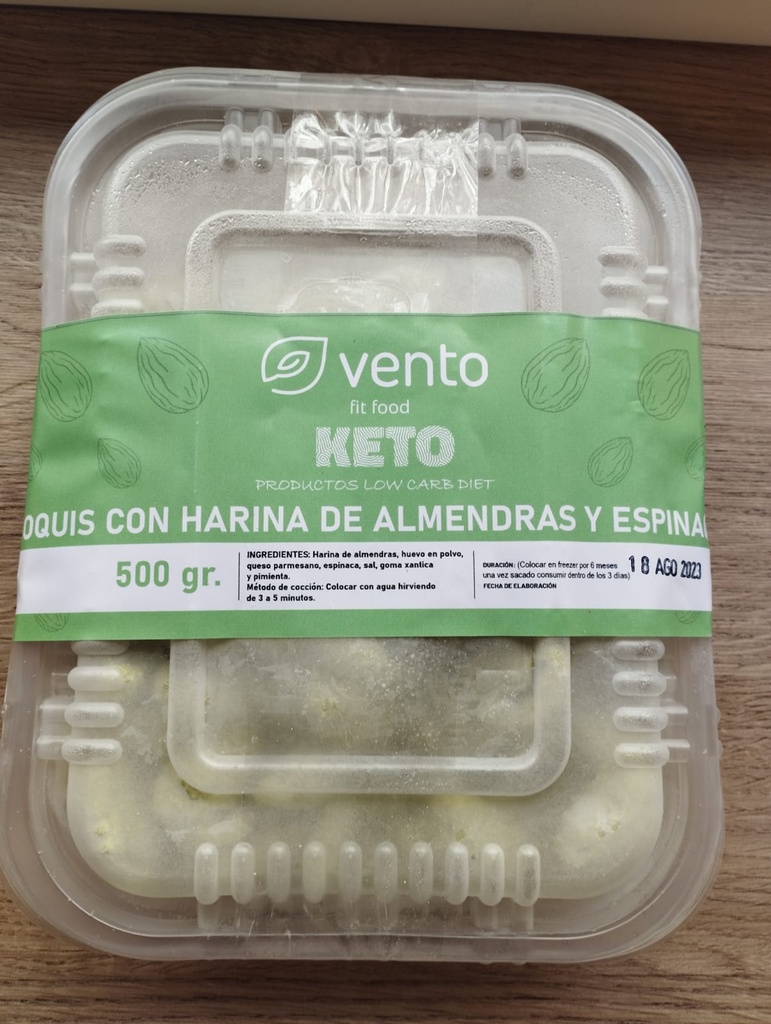 vento
fit food
KETO
PRODUCTOS LOW CARB DIET
OQUIS CON HARINA DE ALMENDRAS Y ESPINA
500 gr.
INGREDIENTES: Harina de almendras, huevo en polvo,
queso parmesano, espinaca, sal, goma xantica
y pimienta.
Método de cocción: Colocar con agua hirviendo
de 3 a 5 minutos.
DURACIÓN: (Colocar en freezer por 6 meses
una vez sacado consumir dentro de los 3 dias)
FECHA DE ELABORACIÓN
18 AGO 2023